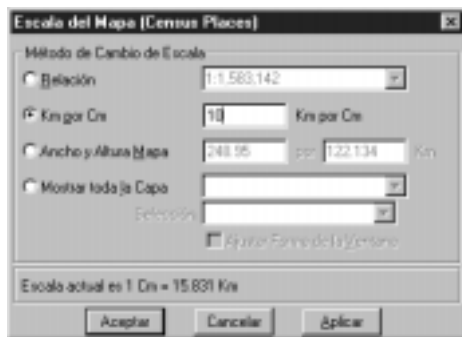 Escala del Mapa (Census Places)
Método de Cambio de Escala
Relación 1:1,583,142
Km por Cm 10 Km por Cm
Ancho y Altura Mapa 248.95 por 122.134 Km
Mostrar toda la Capa
Selección
Ajustar Forma de la Ventana
Escala actual es 1 Cm = 15.831 Km
Aceptar Cancelar Aplicar